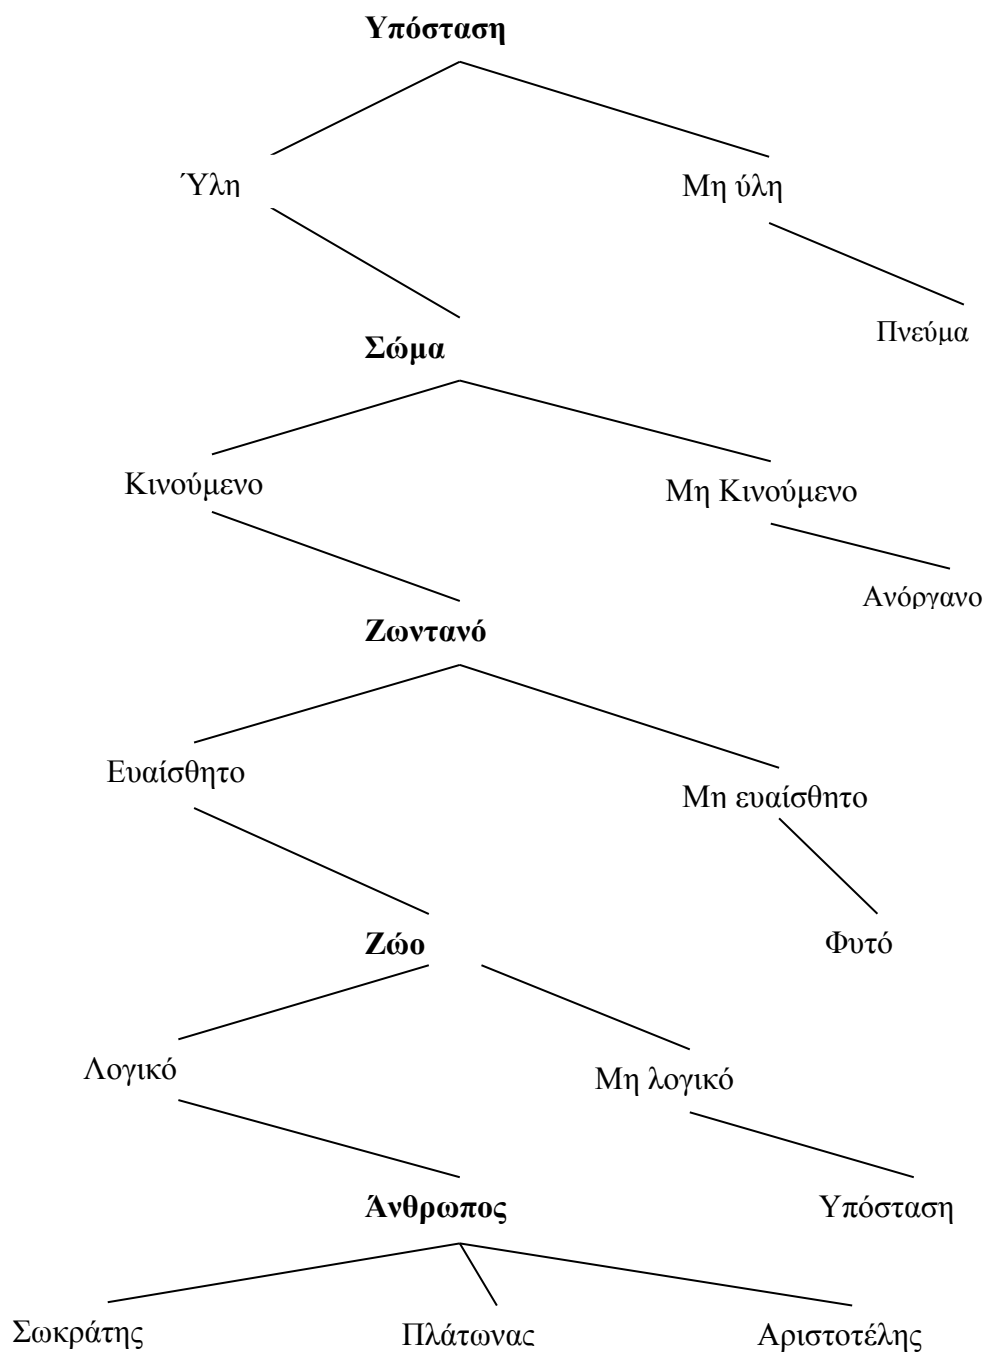 Υπόσταση
Ύλη
Μη ύλη
Πνεύμα
Σώμα
Κινούμενο
Μη Κινούμενο
Ανόργανο
Ζωντανό
Ευαίσθητο
Μη ευαίσθητο
Ζώο
Φυτό
Λογικό
Μη λογικό
Άνθρωπος
Υπόσταση
Σωκράτης
Πλάτωνας
Αριστοτέλης